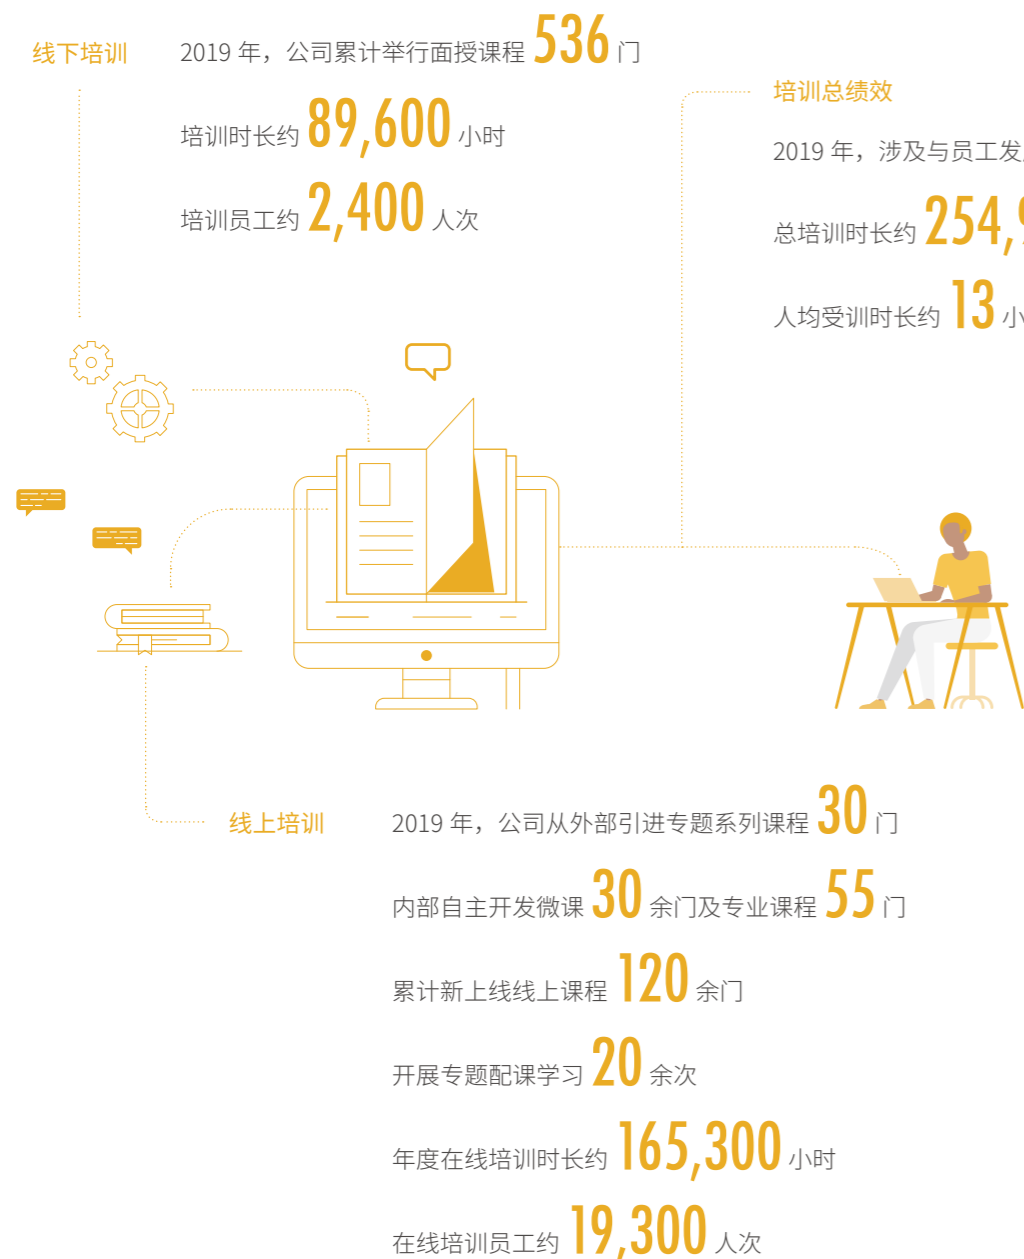 线下培训
2019 年，公司累计举行面授课程 536 门
培训时长约 89,600 小时
培训员工约 2,400 人次
培训总绩效
2019 年，涉及与员工发
总培训时长约 254,
人均受训时长约 13 小
线上培训
2019 年，公司从外部引进专题系列课程 30 门
内部自主开发微课 30 余门及专业课程 55 门
累计新上线线上课程 120 余门
开展专题配课学习 20 余次
年度在线培训时长约 165,300 小时
在线培训员工约 19,300 人次